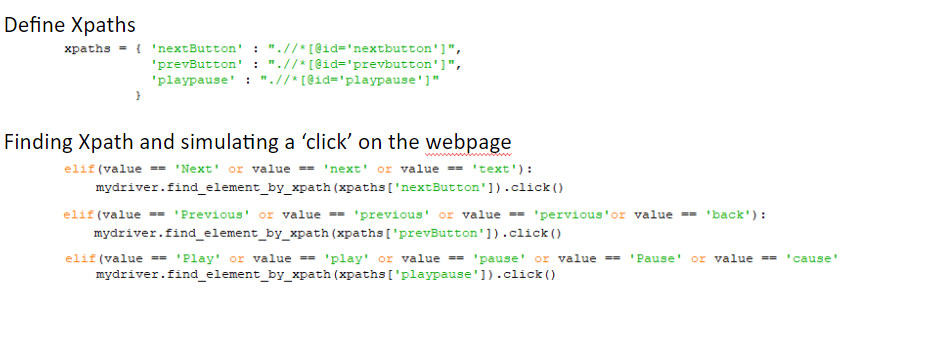 Define Xpaths
xpaths = { 'nextButton' : ".//*[@id='nextbutton']",
'prevButton' : ".//*[@id='prevbutton']",
'playpause' : ".//*[@id='playpause']"
}
Finding Xpath and simulating a ‘click’ on the webpage
elif(value == 'Next' or value == 'next' or value == 'text'):
mydriver.find_element_by_xpath(xpaths['nextButton']).click()
elif(value == 'Previous' or value == 'previous' or value == 'pervious'or value == 'back'):
mydriver.find_element_by_xpath(xpaths['prevButton']).click()
elif(value == 'Play' or value == 'play' or value == 'pause' or value == 'Pause' or value == 'cause'
mydriver.find_element_by_xpath(xpaths['playpause']).click()